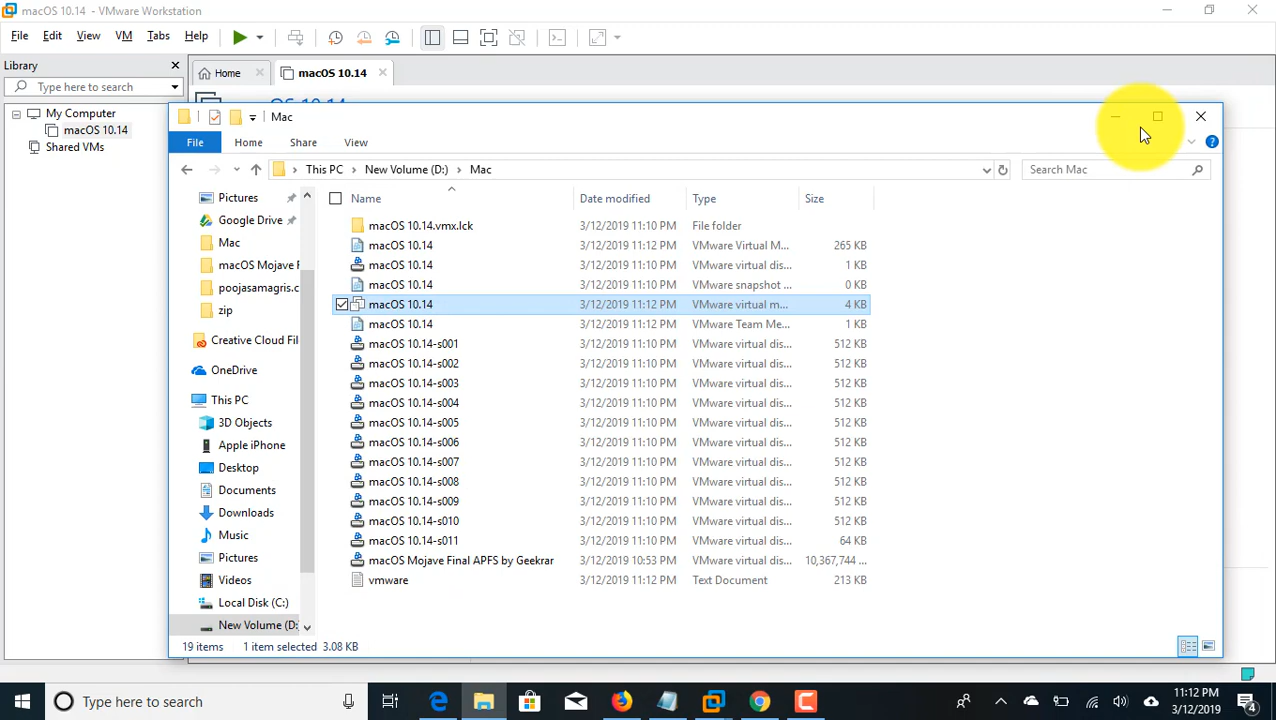 macOS 10.14 - VMware Workstation
File Edit View VM Tabs Help
Library
Type here to search
My Computer
macOS 10.14
Shared VMs
Home macOS 10.14
Mac
File Home Share View
This PC New Volume (D:) Mac
Search Mac
Pictures
Google Drive
Mac
macOS Mojave F
poojasamagris.c
zip
Creative Cloud Fil
OneDrive
This PC
3D Objects
Apple iPhone
Desktop
Documents
Downloads
Music
Pictures
Videos
Local Disk (C:)
New Volume (D:
Name Date modified Type Size
macOS 10.14.vmx.lck 3/12/2019 11:10 PM File folder
macOS 10.14 3/12/2019 11:12 PM VMware Virtual M... 265 KB
macOS 10.14 3/12/2019 11:10 PM VMware virtual dis... 1 KB
macOS 10.14 3/12/2019 11:10 PM VMware snapshot ... 0 KB
macOS 10.14 3/12/2019 11:12 PM VMware virtual m... 4 KB
macOS 10.14 3/12/2019 11:12 PM VMware Team Me... 1 KB
macOS 10.14-s001 3/12/2019 11:10 PM VMware virtual dis... 512 KB
macOS 10.14-s002 3/12/2019 11:10 PM VMware virtual dis... 512 KB
macOS 10.14-s003 3/12/2019 11:10 PM VMware virtual dis... 512 KB
macOS 10.14-s004 3/12/2019 11:10 PM VMware virtual dis... 512 KB
macOS 10.14-s005 3/12/2019 11:10 PM VMware virtual dis... 512 KB
macOS 10.14-s006 3/12/2019 11:10 PM VMware virtual dis... 512 KB
macOS 10.14-s007 3/12/2019 11:10 PM VMware virtual dis... 512 KB
macOS 10.14-s008 3/12/2019 11:10 PM VMware virtual dis... 512 KB
macOS 10.14-s009 3/12/2019 11:10 PM VMware virtual dis... 512 KB
macOS 10.14-s010 3/12/2019 11:10 PM VMware virtual dis... 512 KB
macOS 10.14-s011 3/12/2019 11:10 PM VMware virtual dis... 64 KB
macOS Mojave Final APFS by Geekrar 3/12/2019 10:53 PM VMware virtual dis... 10,367,744 ...
vmware 3/12/2019 11:12 PM Text Document 213 KB
19 items 1 item selected 3.08 KB
Type here to search
11:12 PM
3/12/2019
4